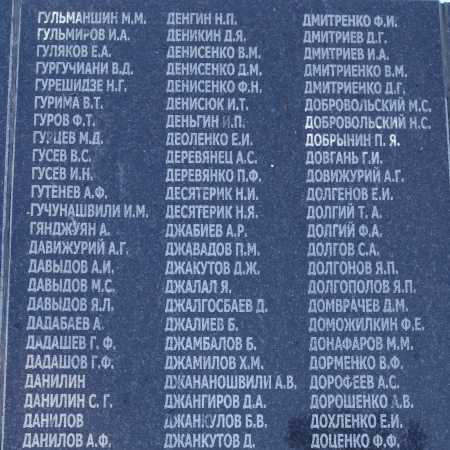 ГУЛЬМАНШИН М.М.
ГУЛЬМИРОВ И.А.
ГУЛЯКОВ Е.А.
ГУРГУЧИАНИ В.Д.
ГУРЕШИДЗЕ Н.Г.
ГУРИМА В.Т.
ГУРОВ Ф.Т.
ГУРЦЕВ М.Д.
ГУСЕВ В.С.
ГУСЕВ И.Н.
ГУТЕНЕВ А.Ф.
ГУЧУНАШВИЛИ И.М.
ГЯНДЖУЯН А.
ДАВИЖУРИЙ А.Г.
ДАВЫДОВ А.И.
ДАВЫДОВ М.С.
ДАВЫДОВ Я.Л.
ДАДАБАЕВ А
ДАДАШЕВ Г. Ф.
ДАДАШОВ Г.Ф.
ДАНИЛИН
ДАНИЛИН С. Г.
ДАНИЛОВ
ДАНИЛОВ А.Ф.
ДЕНГИН Н.П.
ДЕНИКИН Д.Я.
ДЕНИСЕНКО В.М.
ДЕНИСЕНКО Д.М.
ДЕНИСЕНКО Ф.Н.
ДЕНИСЮК И.Т.
ДЕНЬГИН И.П.
ДЕОЛЕНКО Е.И.
ДЕРЕВЯНЕЦ А.С.
ДЕРЕВЯНКО П.Ф.
ДЕСЯТЕРИК Н.И.
ДЕСЯТЕРИК Н.Я.
ДЖАБИЕВ А.Р.
ДЖАВАДОВ П.М.
ДЖАКУТОВ Д.Ж.
ДЖАЛАЛ Я.
ДЖАЛГОСБАЕВ Д.
ДЖАЛИЕВ Б.
ДЖАМБАЛОВ Б.
ДЖАМИЛОВ Х.М.
ДЖАНАНОШВИЛИ А.В.
ДЖАНГИРОВ Д.А.
ДЖАНКУЛОВ Б.В.
ДЖАНКУТОВ Д.
ДМИТРЕНКО Ф.И.
ДМИТРИЕВ Д.Г.
ДМИТРИЕВ И.А.
ДМИТРИЕНКО В.М.
ДМИТРИЕНКО Д.Г.
ДОБРОВОЛЬСКИЙ М.С.
ДОБРОВОЛЬСКИЙ Н.С.
ДОБРЫНИН П. Я.
ДОВГАНЬ Г.И.
ДОВИЖУРИЙ А.Г.
ДОЛГЕНОВ Е.И.
ДОЛГИЙ Т. А.
ДОЛГИЙ Ф.А.
ДОЛГОВ С.А.
ДОЛГОНОВ Я.П.
ДОЛГОПОЛОВ Я.П.
ДОМВРАЧЕВ Д.М.
ДОМОЖИЛКИН Ф.Е.
ДОНАФАРОВ М.М.
ДОРМЕНКО В.Ф.
ДОРОФЕЕВ А.С.
ДОРОШЕНКО А.В.
ДОХЛЕНКО Е.И.
ДОЦЕНКО Ф.Ф.